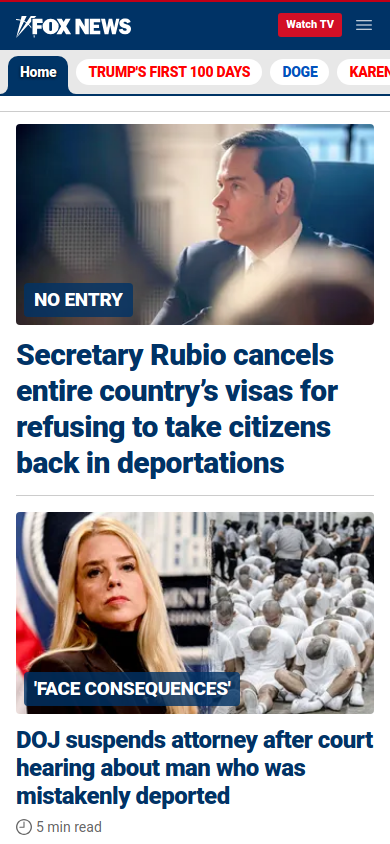 FOX NEWS
Watch TV
Home
TRUMP'S FIRST 100 DAYS
DOGE
KAREN
NO ENTRY
Secretary Rubio cancels
entire country’s visas for
refusing to take citizens
back in deportations
'FACE CONSEQUENCES'
DOJ suspends attorney after court
hearing about man who was
mistakenly deported
5 min read